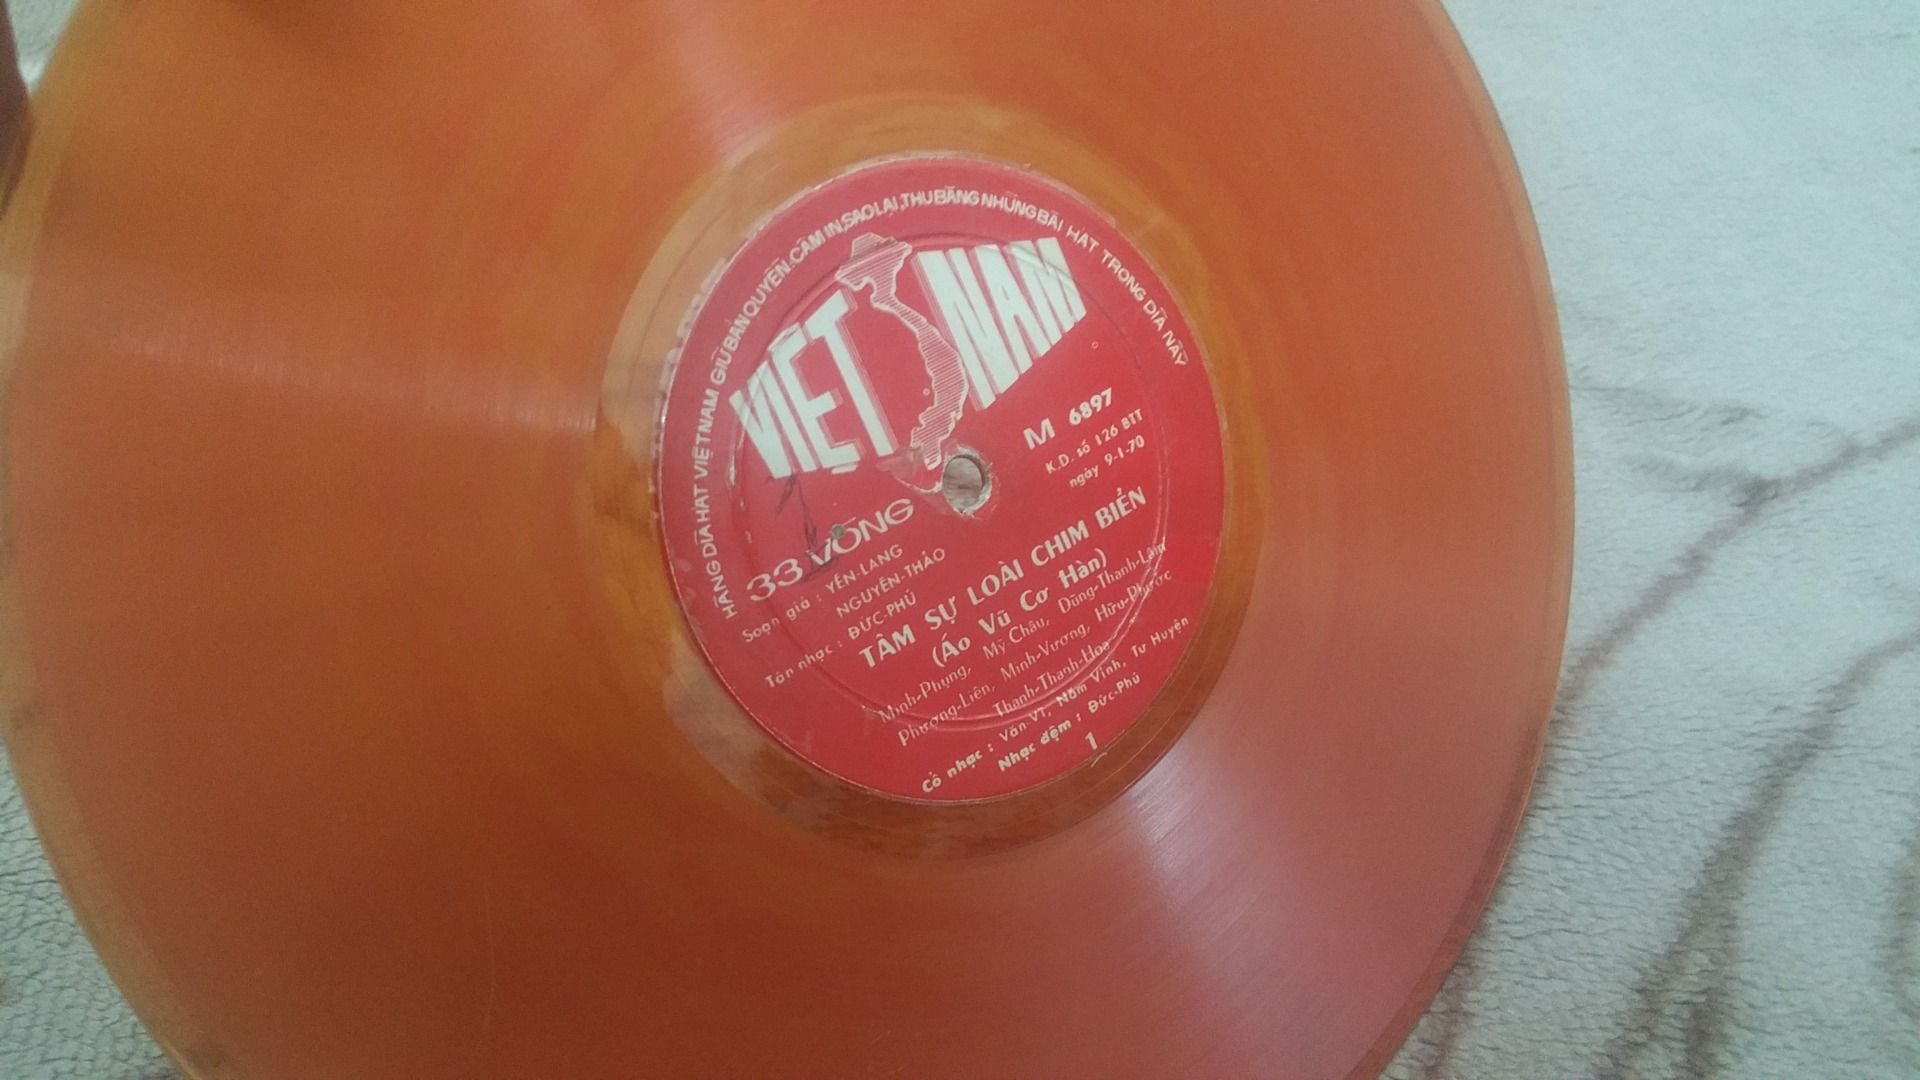 HÃNG DĨA HÁT VIỆT NAM GIỮ BẢN QUYỀN. CẤM IN, SAO LẠI, THU BĂNG NHỮNG BÀI HÁT TRONG DĨA NẦY
VIỆT NAM
M 6897
K.D. số 126 BTT
ngày 9-1-70
33 VÒNG
Soạn giả : YÊN-LANG
NGUYÊN-THẢO
Tân nhạc : ĐỨC-PHÚ
TÂM SỰ LOÀI CHIM BIỂN
(Áo Vũ Cơ Hàn)
Minh-Phụng, Mỹ-Châu, Dũng-Thanh-Lâm
Phương-Liên, Minh-Vương, Hữu-Phước
Thanh-Thanh-Hoa
Cổ nhạc : Văn-Vĩ, Năm Vĩnh, Tư Huyện
Nhạc đệm : Đức-Phú
1